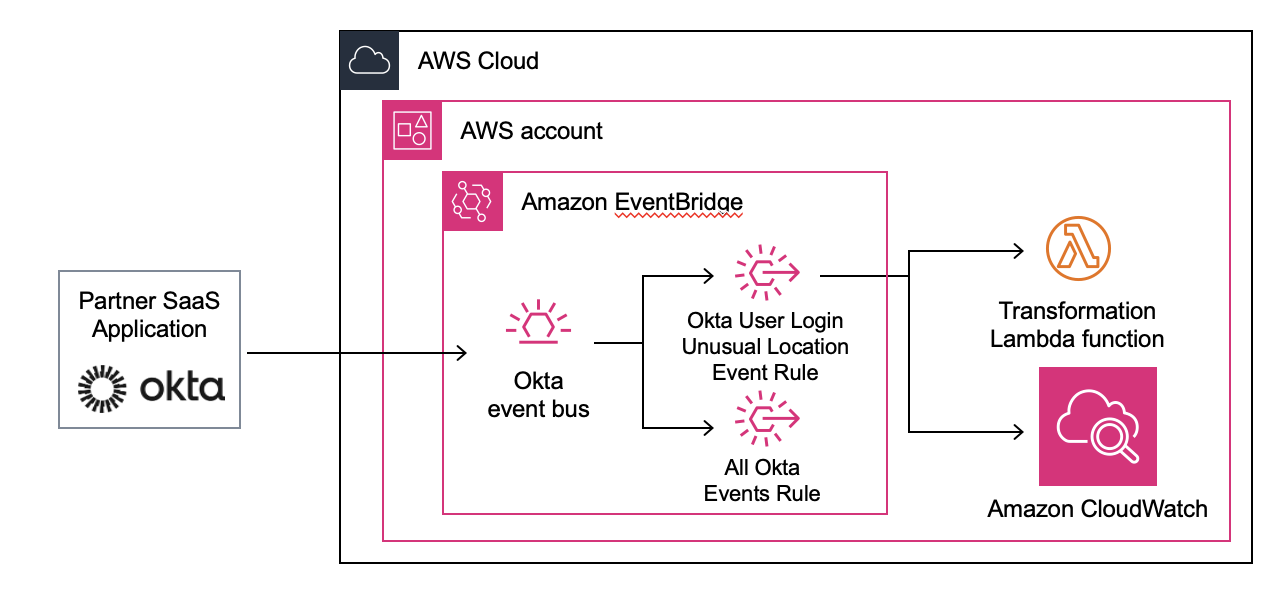 AWS Cloud
AWS account
Amazon EventBridge
Partner SaaS
Application
okta
Okta
event bus
Okta User Login
Unusual Location
Event Rule
All Okta
Events Rule
Transformation
Lambda function
Amazon CloudWatch